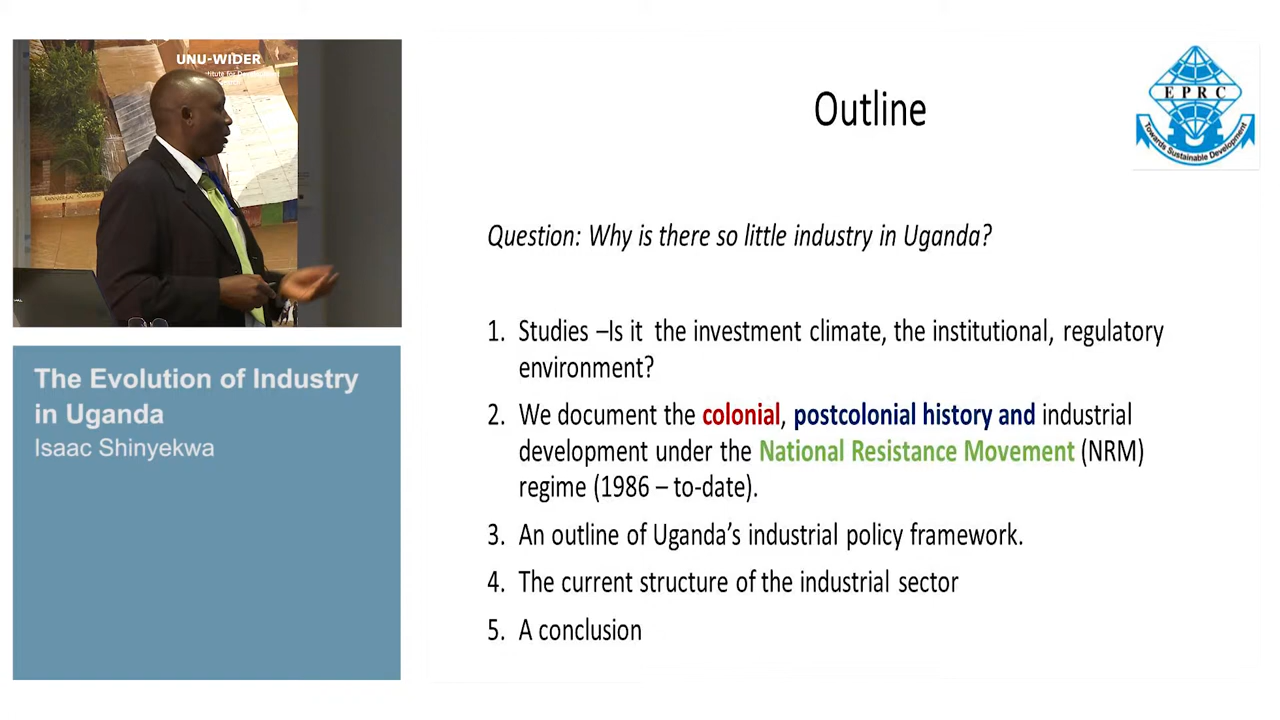 UNU-WIDER
Outline
EPRC
Towards Sustainable Development
Question: Why is there so little industry in Uganda?
1. Studies –Is it the investment climate, the institutional, regulatory
environment?
2. We document the colonial, postcolonial history and industrial
development under the National Resistance Movement (NRM)
regime (1986 – to-date).
3. An outline of Uganda's industrial policy framework.
4. The current structure of the industrial sector
5. A conclusion
The Evolution of Industry
in Uganda
Isaac Shinyekwa